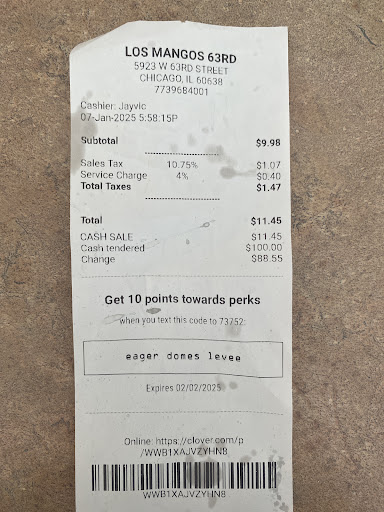 LOS MANGOS 63RD
5923 W 63RD STREET
CHICAGO, IL 60638
7739684001
Cashier: Jayvic
07-Jan-2025 5:58:15P
Subtotal $9.98
Sales Tax 10.75% $1.07
Service Charge 4% $0.40
Total Taxes $1.47
Total $11.45
CASH SALE $11.45
Cash tendered $100.00
Change $88.55
Get 10 points towards perks
when you text this code to 73752:
eager domes levee
Expires 02/02/2025
Online: https://clover.com/p
/WWB1XAJVZYHN8
WWB1XAJVZYHN8